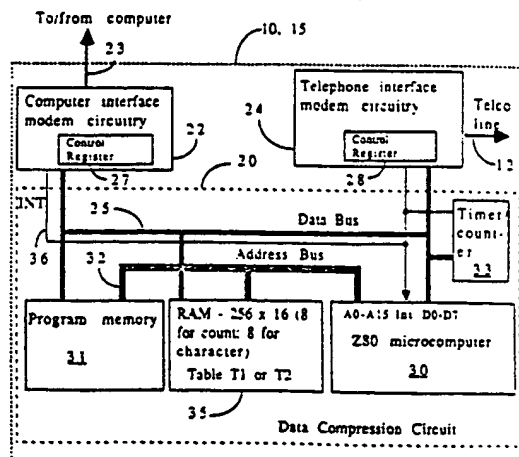 To/from computer
23
10, 15
Computer interface
modem circuitry
Control
Register
22
27
24
Telephone interface
modem circuitry
Control
Register
28
Telco
line
12
20
INT
25
Data Bus
Timer/
count-
er
33
36
32
Address Bus
Program memory
31
RAM - 256 x 16 (8
for count: 8 for
character)
Table T1 or T2
35
A0-A15 Int D0-D7
Z80 microcomputer
30
Data Compression Circuit